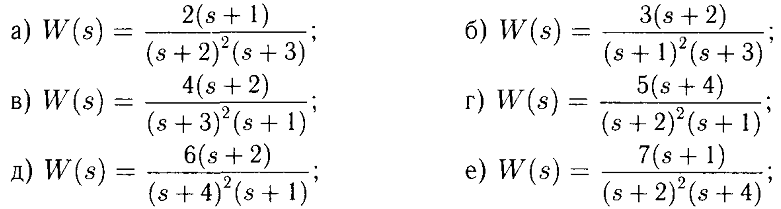 а) W(s) = 2(s + 1) / (s + 2)²(s + 3); б) W(s) = 3(s + 2) / (s + 1)²(s + 3);
в) W(s) = 4(s + 2) / (s + 3)²(s + 1); г) W(s) = 5(s + 4) / (s + 2)²(s + 1);
д) W(s) = 6(s + 2) / (s + 4)²(s + 1); е) W(s) = 7(s + 1) / (s + 2)²(s + 4);